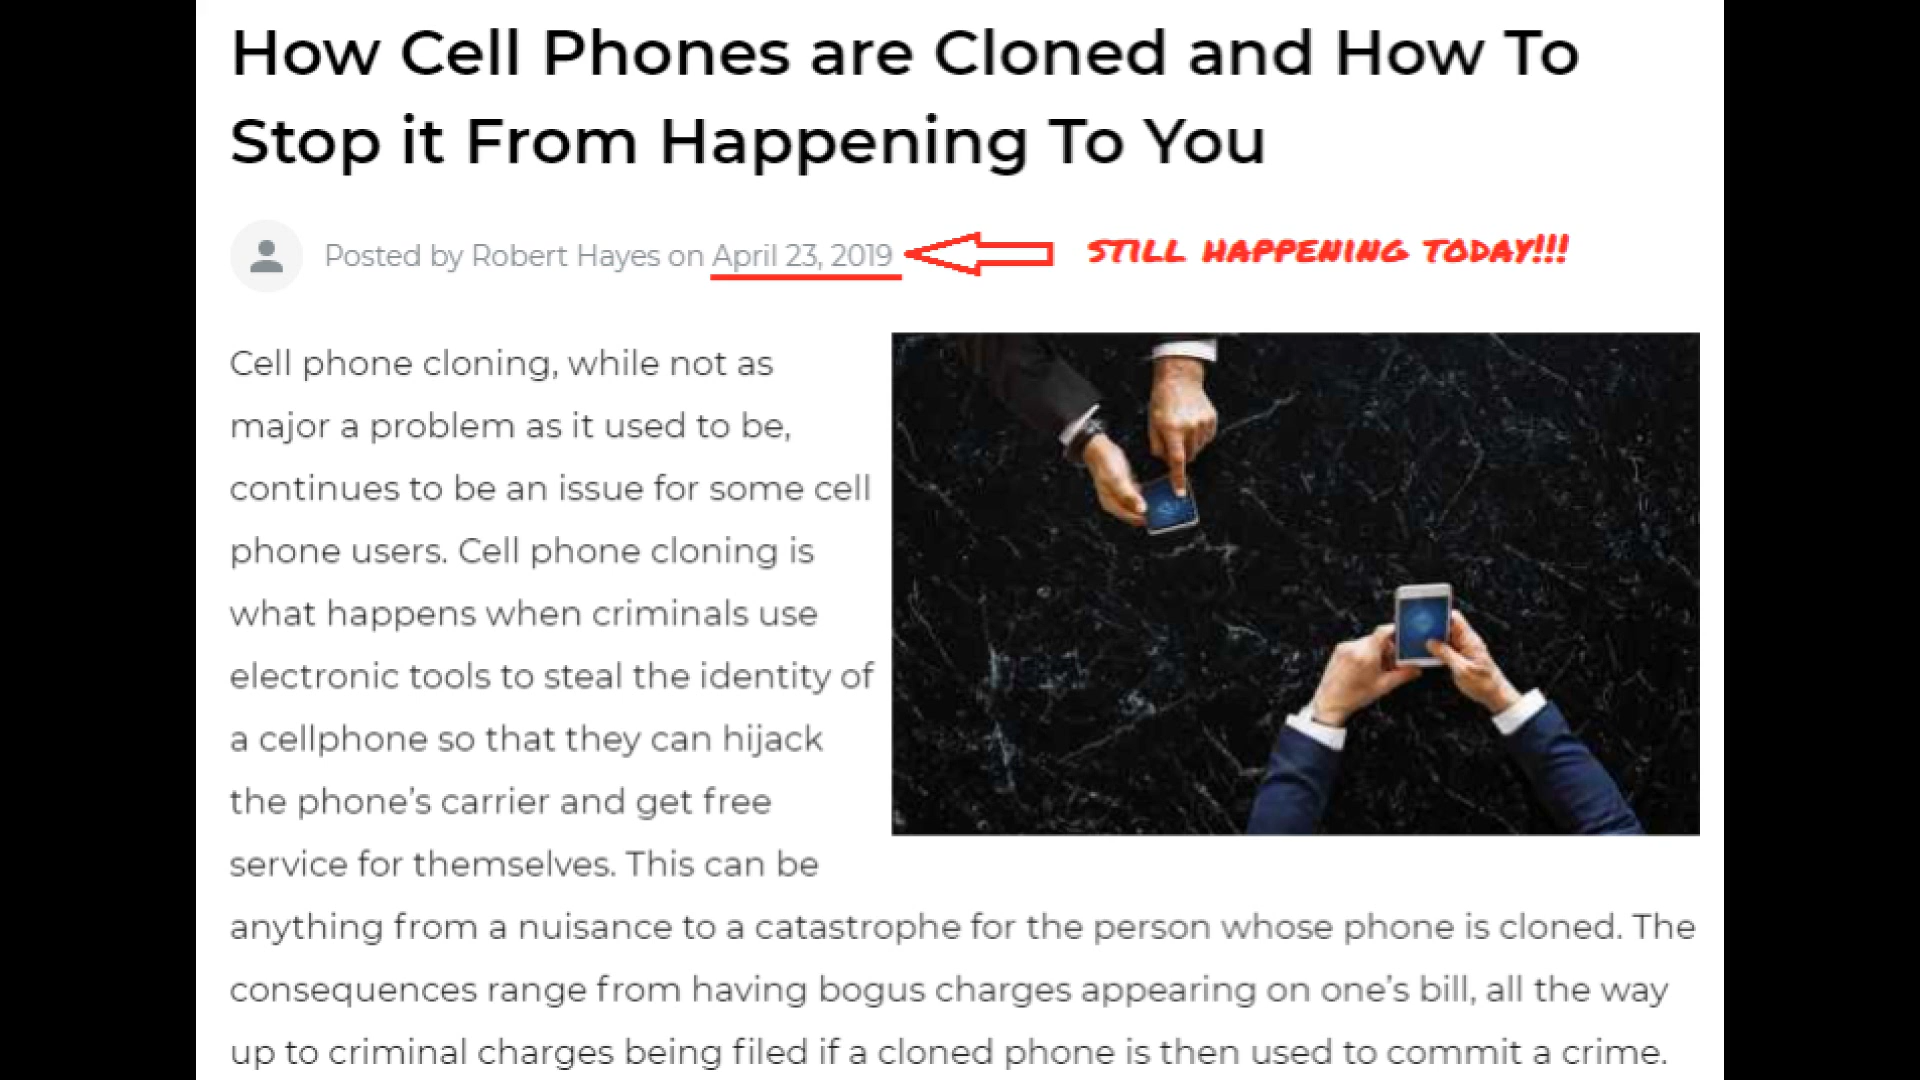 How Cell Phones are Cloned and How To
Stop it From Happening To You
Posted by Robert Hayes on April 23, 2019
STILL HAPPENING TODAY!!!
Cell phone cloning, while not as
major a problem as it used to be,
continues to be an issue for some cell
phone users. Cell phone cloning is
what happens when criminals use
electronic tools to steal the identity of
a cellphone so that they can hijack
the phone’s carrier and get free
service for themselves. This can be
anything from a nuisance to a catastrophe for the person whose phone is cloned. The
consequences range from having bogus charges appearing on one’s bill, all the way
up to criminal charges being filed if a cloned phone is then used to commit a crime.